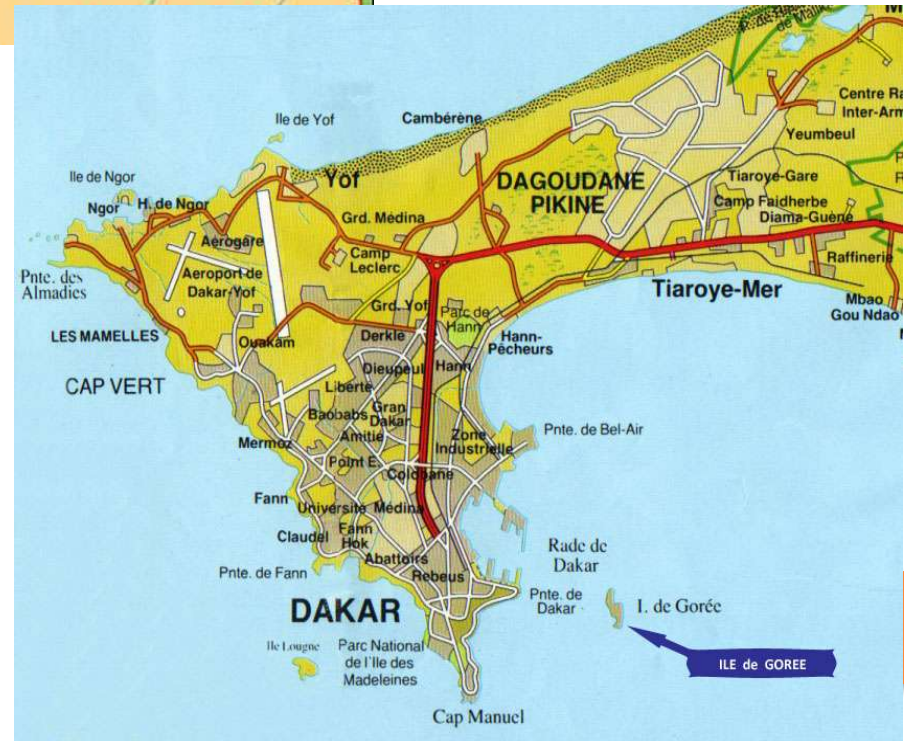 de Mali
Centre Ra
Inter-Arm
Ile de Yof
Cambérène
Yeumbeul
Ile de Ngor
Yof
DAGOUDANE
PIKINE
Tiaroye-Gare
Ngor
H. de Ngor
Grd. Médina
Camp Faidherbe
Diama-Guène
Aérogare
Camp
Leclerc
Raffinerie
Pnte. des
Almadies
Aeroport de
Dakar-Yof
Tiaroye-Mer
Mbao
Gou Ndao
Grd. Yof
Parc de
Hann
LES MAMELLES
Ouakam
Derkle
Hann-
Pêcheurs
CAP VERT
Dieupeul
Hann
Liberté
Baobabs
Gran
Dakar
Mermoz
Amitié
Zone
Industrielle
Pnte. de Bel-Air
Point E.
Colobane
Fann
Université
Médina
Claudel
Fann
Hok
Rade de
Dakar
Abattoirs
Pnte. de Fann
Rebeus
Pnte. de
Dakar
I. de Gorée
DAKAR
Ile Lougne
Parc National
de l'Ile des
Madeleines
ILE de GOREE
Cap Manuel